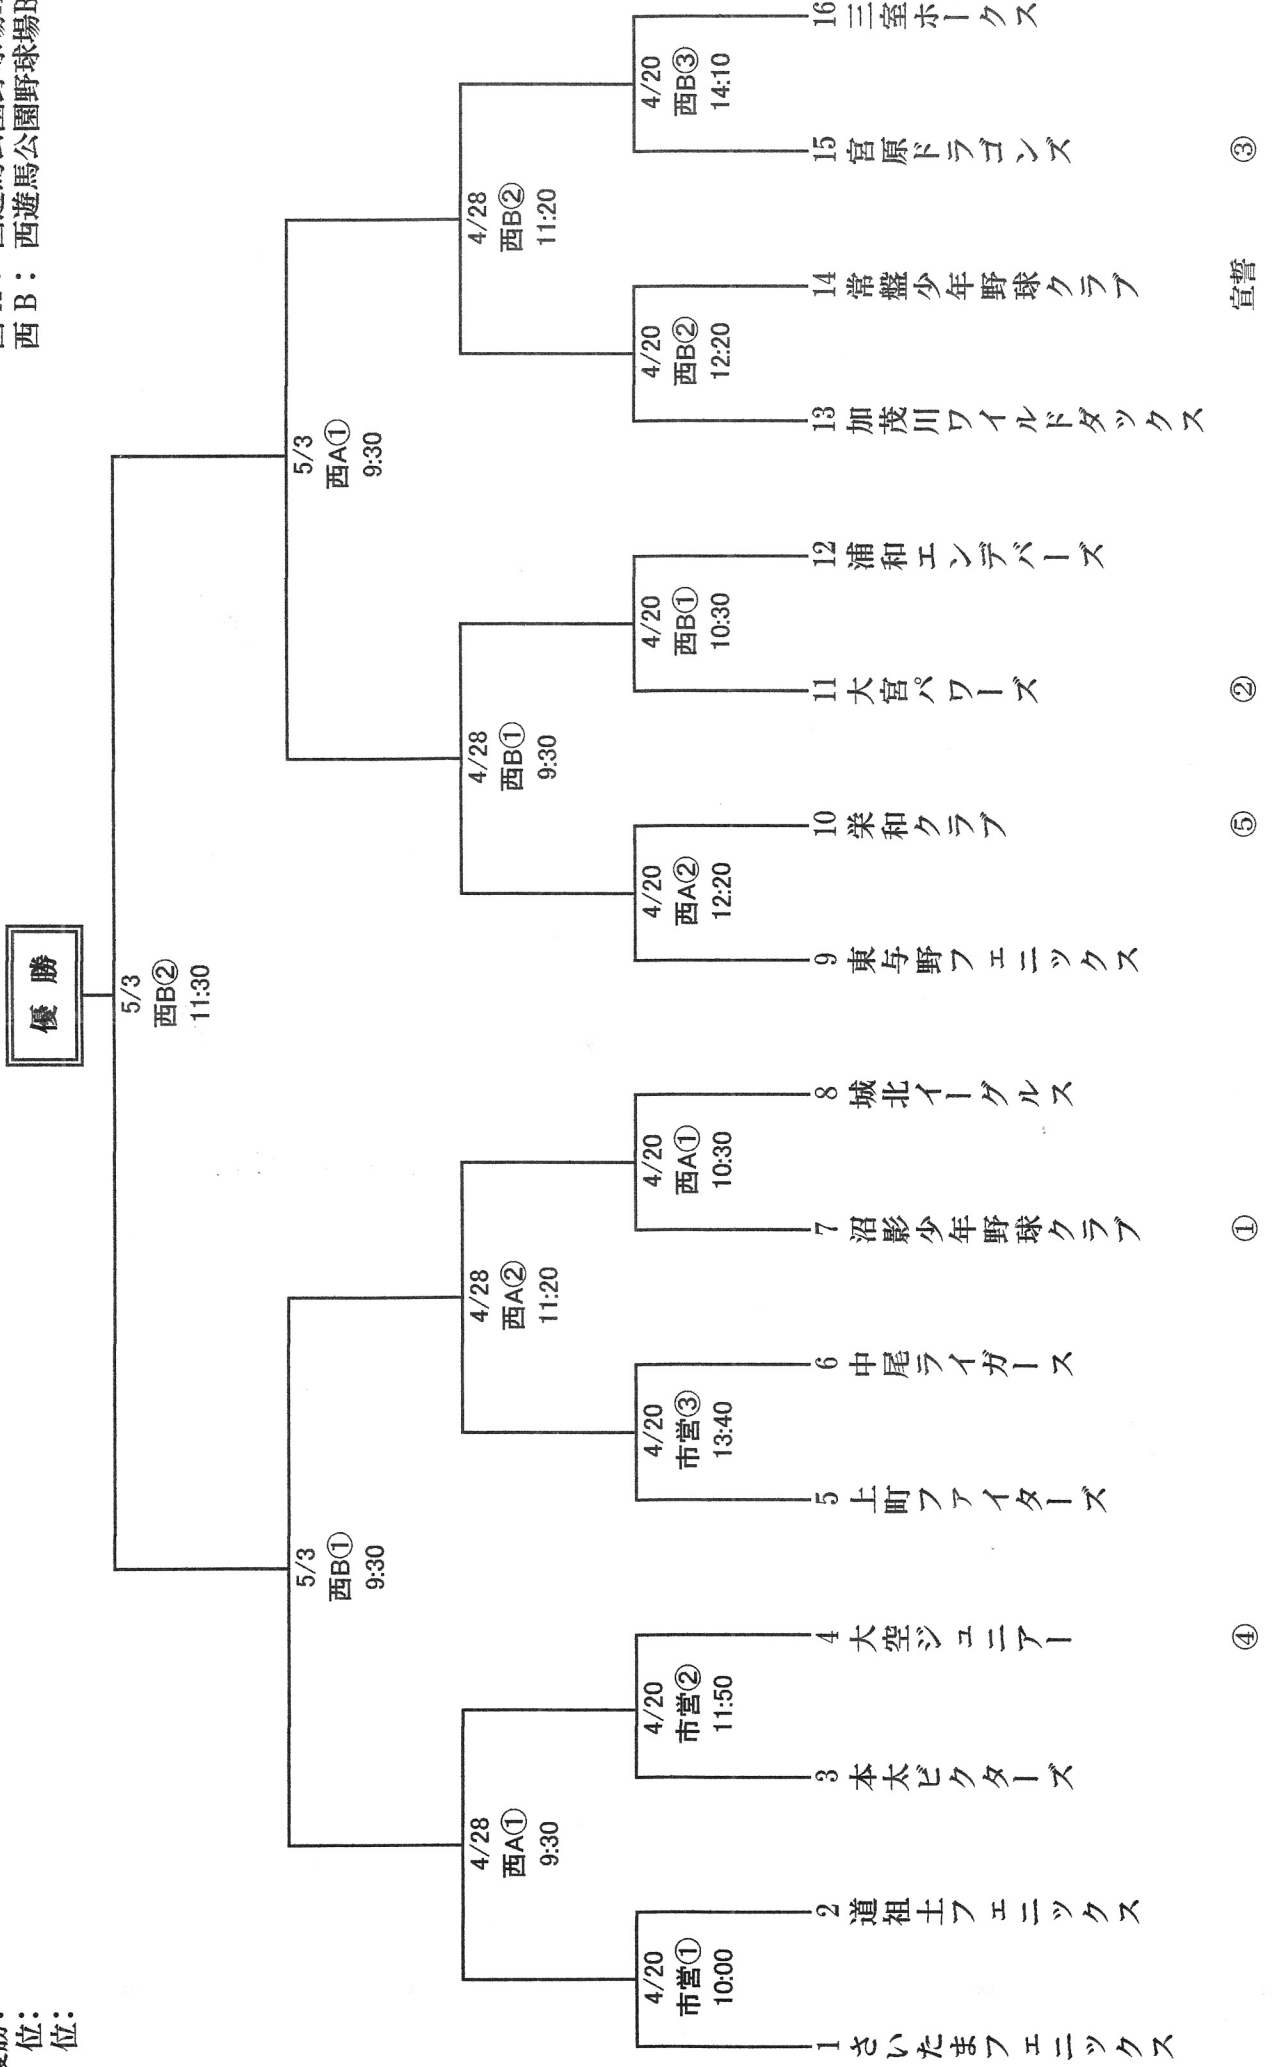 西 B : 西遊馬公園野球場B
位:
位:
優 勝
5/3
西B②
11:30
5/3
西B①
9:30
5/3
西A①
9:30
4/28
西A①
9:30
4/28
西A②
11:20
4/28
西B①
9:30
4/28
西B②
11:20
4/20
市営①
10:00
4/20
市営②
11:50
4/20
市営③
13:40
4/20
西A①
10:30
4/20
西A②
12:20
4/20
西B①
10:30
4/20
西B②
12:20
4/20
西B③
14:10
1 さいたまフェニックス
2 道祖土フェニックス
3 本太ビクターズ
4 大空ジュニアー
5 上町ファイターズ
6 中尾ライガース
7 沼影少年野球クラブ
8 城北イーグルス
9 東与野フェニックス
10 栄和クラブ
11 大宮パワーズ
12 浦和エンデバーズ
13 加茂川ワイルドダックス
14 常盤少年野球クラブ
15 宮原ドラゴンズ
16 三室ホークス
④
①
⑤
②
宣誓
③